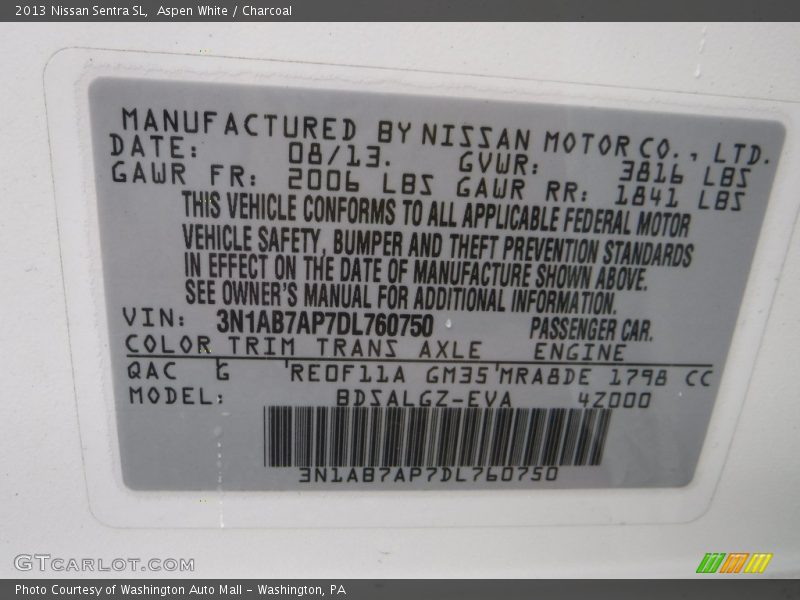 2013 Nissan Sentra SL, Aspen White / Charcoal
MANUFACTURED BY NISSAN MOTOR CO., LTD.
DATE: 08/13. GVWR: 3816 LBS
GAWR FR: 2006 LBS GAWR RR: 1841 LBS
THIS VEHICLE CONFORMS TO ALL APPLICABLE FEDERAL MOTOR
VEHICLE SAFETY, BUMPER AND THEFT PREVENTION STANDARDS
IN EFFECT ON THE DATE OF MANUFACTURE SHOWN ABOVE.
SEE OWNER'S MANUAL FOR ADDITIONAL INFORMATION.
VIN: 3N1AB7AP7DL760750 PASSENGER CAR.
COLOR TRIM TRANS AXLE ENGINE
QAC G RE0F11A GM35 MRA8DE 1798 CC
MODEL: BDSALGZ-EVA 4Z000
3N1AB7AP7DL760750
GTCARLOT.COM
Photo Courtesy of Washington Auto Mall - Washington, PA